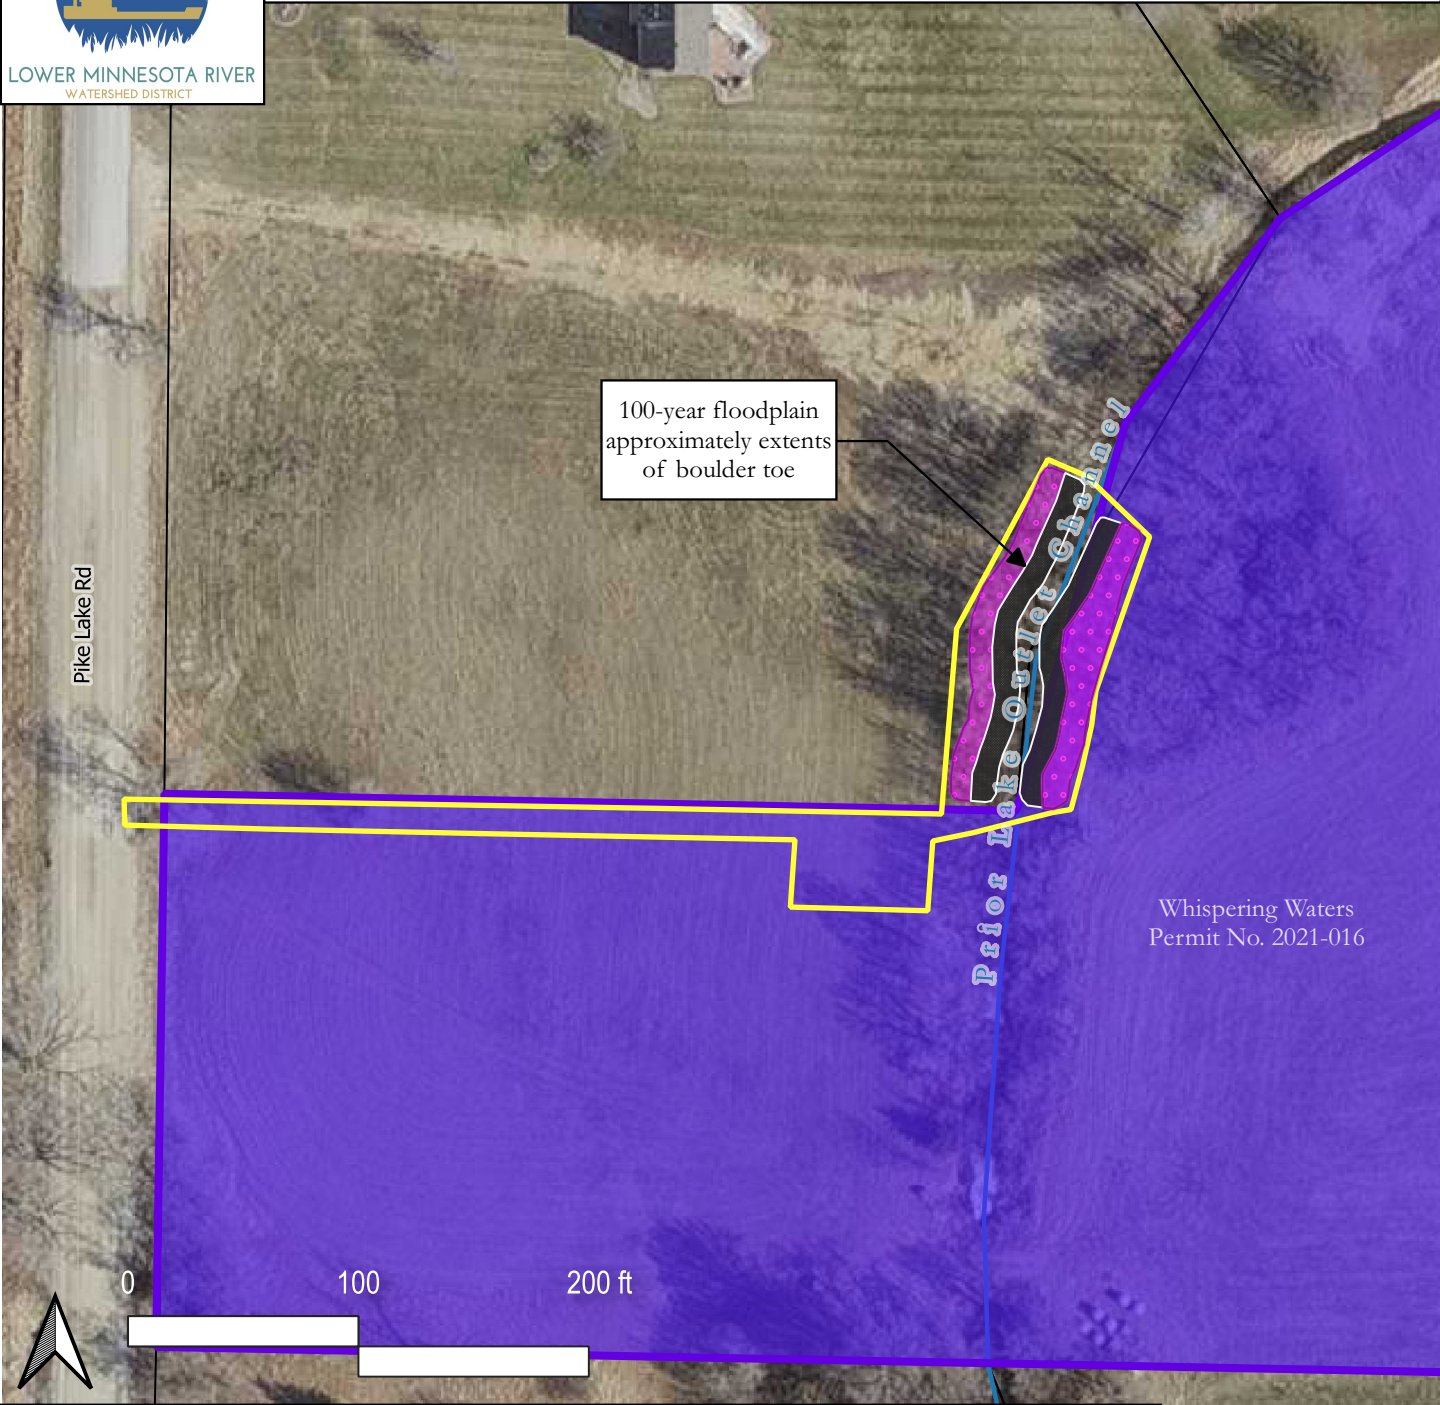 LOWER MINNESOTA RIVER
WATERSHED DISTRICT
100-year floodplain
approximately extents
of boulder toe
Prior Lake Outlet Channel
Pike Lake Rd
Whispering Waters
Permit No. 2021-016
0 100 200 ft